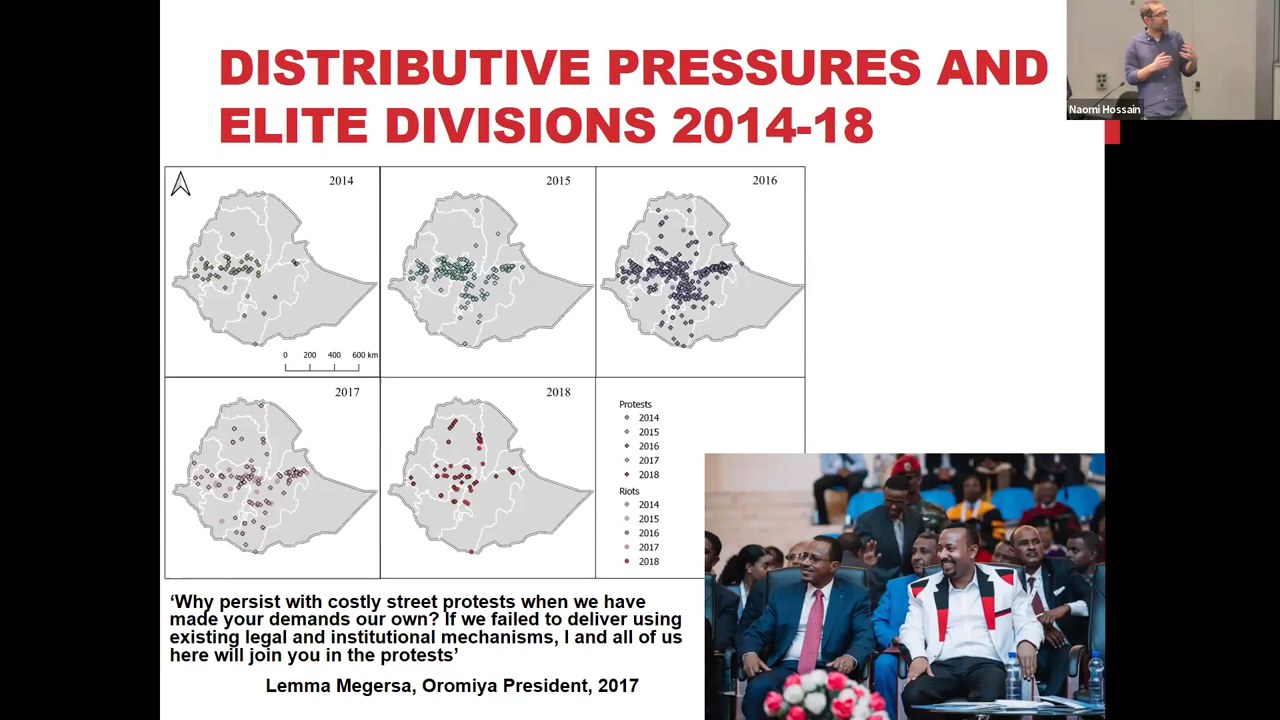 DISTRIBUTIVE PRESSURES AND
ELITE DIVISIONS 2014-18
Naomi Hossain
2014
2015
2016
0 200 400 600 km
2017
2018
Protests
2014
2015
2016
2017
2018
Riots
2014
2015
2016
2017
2018
‘Why persist with costly street protests when we have
made your demands our own? If we failed to deliver using
existing legal and institutional mechanisms, I and all of us
here will join you in the protests’
Lemma Megersa, Oromiya President, 2017